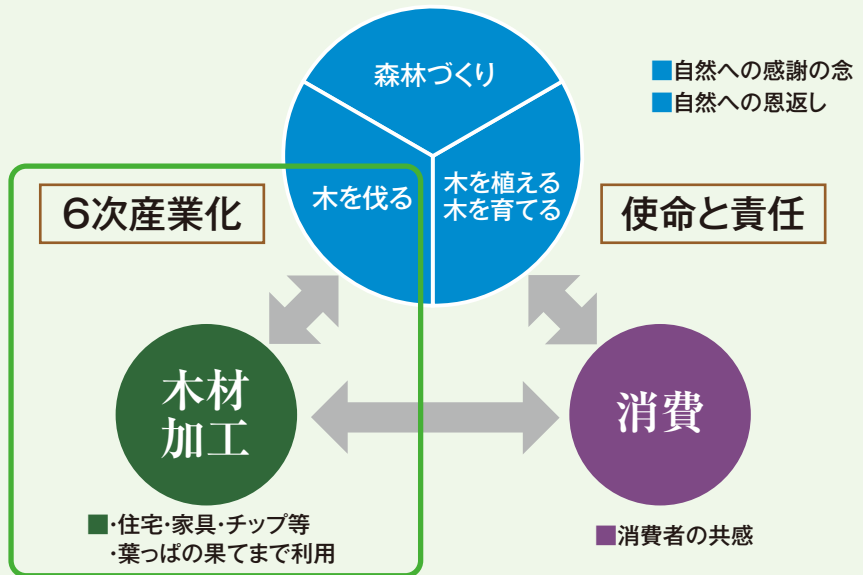 森林づくり
■自然への感謝の念
■自然への恩返し
6次産業化
木を伐る
木を植える
木を育てる
使命と責任
木材
加工
消費
■・住宅・家具・チップ等
・葉っぱの果てまで利用
■消費者の共感